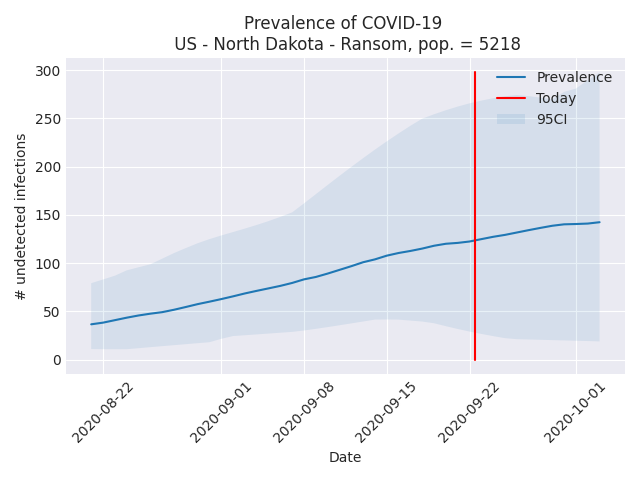 Prevalence of COVID-19
US - North Dakota - Ransom, pop. = 5218
300
250
200
150
100
50
0
# undetected infections
Prevalence
Today
95CI
2020-08-22
2020-09-01
2020-09-08
2020-09-15
2020-09-22
2020-10-01
Date